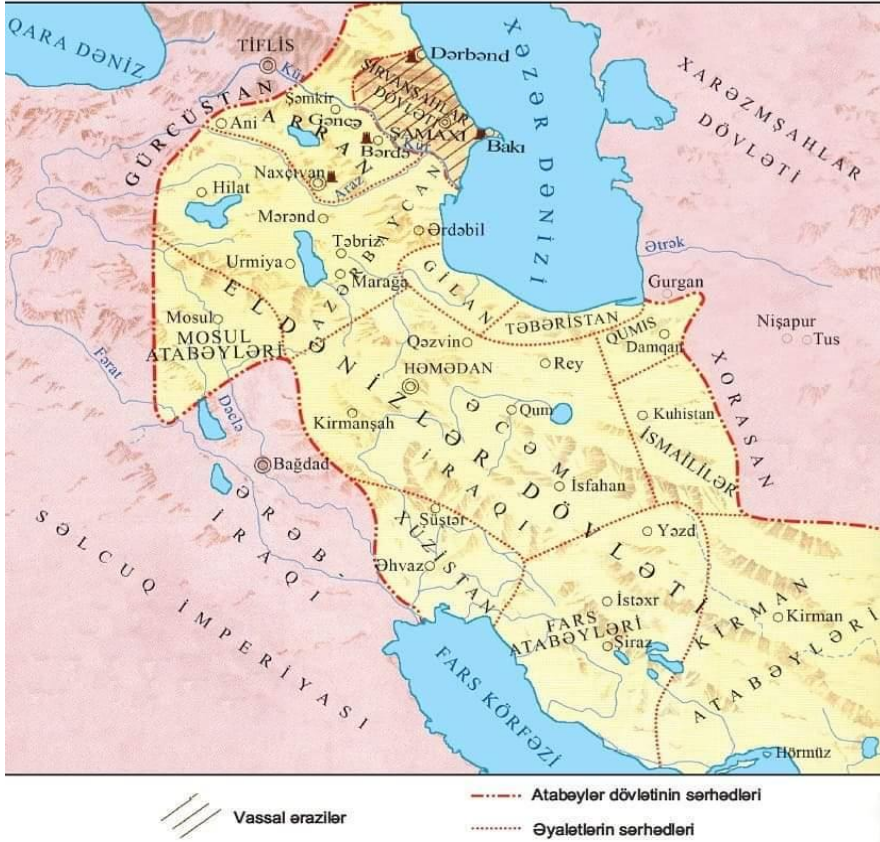 QARA DƏNİZ
TİFLİS
Kür
Dərbənd
ŞİRVANŞAHLAR
DÖVLƏTİ
ŞAMAXI
Bakı
XƏZƏR DƏNİZİ
XARƏZMŞAHLAR
DÖVLƏTİ
GÜRCÜSTAN
Şəmkir
Ani
Gəncə
ARRAN
Bərdə
Kür
Naxçıvan
Araz
Hilat
Mərənd
Ərdəbil
Təbriz
AZƏRBAYCAN
Urmiya
Marağa
GİLAN
Ətrək
Gurgan
TƏBƏRİSTAN
QUMIS
Damqan
Nişapur
Tus
Mosul
MOSUL
ATABƏYLƏRİ
ELDƏNİZLƏR DÖVLƏTİ
Qəzvin
HƏMƏDAN
Rey
Fərat
Dəclə
Kirmanşah
Qum
Kuhistan
XORASAN
İSMAİLİLƏR
ƏCƏM
İRAQI
İsfahan
Bağdad
ƏRƏB
İRAQI
SƏLCUQ İMPERİYASI
Şüştər
XÜZİSTAN
Əhvaz
Yəzd
İstəxr
FARS
ATABƏYLƏRİ
Şiraz
KİRMAN
Kirman
ATABƏYLƏRİ
FARS KÖRFƏZİ
Hörmüz
Vassal ərazilər
Atabəylər dövlətinin sərhədləri
Əyalətlərin sərhədləri